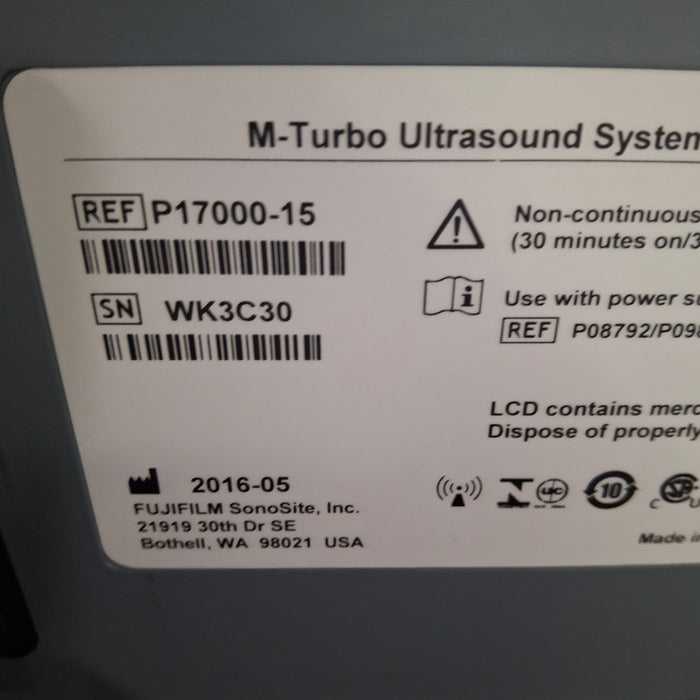 M-Turbo Ultrasound System
REF P17000-15
SN WK3C30
2016-05
FUJIFILM SonoSite, Inc.
21919 30th Dr SE
Bothell, WA 98021 USA
Non-continuous
(30 minutes on/3
Use with power
REF P08792/P09
LCD contains
Dispose of properly
10
Made